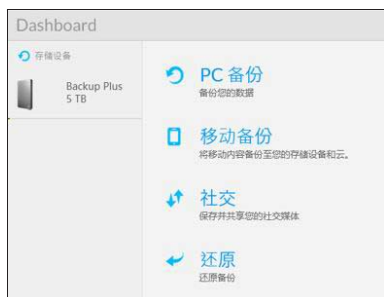 Dashboard
存储设备
Backup Plus
5 TB
PC 备份
备份您的数据
移动备份
将移动内容备份至您的存储设备和云。
社交
保存并共享您的社交媒体
还原
还原备份